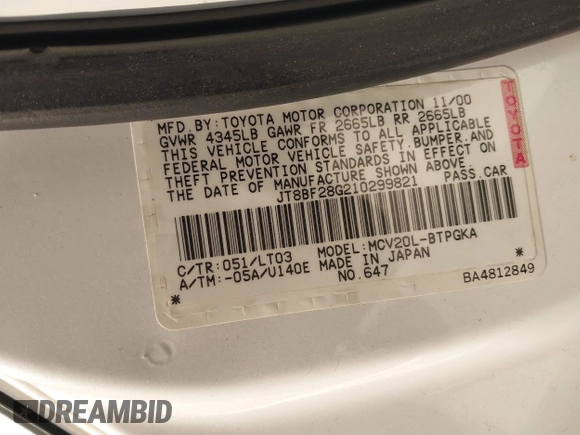 MFD. BY: TOYOTA MOTOR CORPORATION 11/00
GVWR 4345LB GAWR FR 2665LB RR 2665LB
THIS VEHICLE CONFORMS TO ALL APPLICABLE
FEDERAL MOTOR VEHICLE SAFETY, BUMPER, AND
THEFT PREVENTION STANDARDS IN EFFECT ON
THE DATE OF MANUFACTURE SHOWN ABOVE.
JT8BF28G210299821 PASS. CAR
TOYOTA
C/TR: 051/LT03 MODEL: MCV20L-BTPGKA
A/TM: -05A/U140E MADE IN JAPAN
* NO. 647 BA4812849 *
DREAMBID